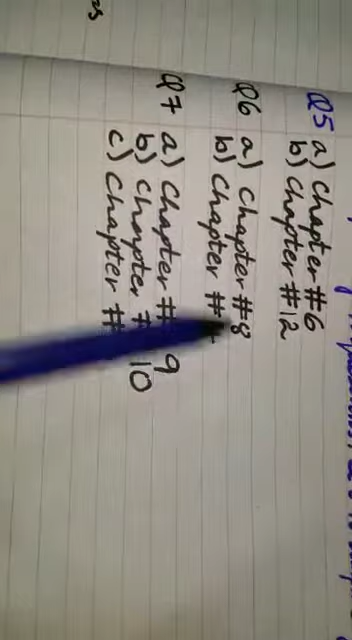 Q5 a) Chapter #6
b) Chapter #12
Q6 a) Chapter #8
b) Chapter #
Q7 a) Chapter # 9
b) Chapter # 10
c) Chapter #